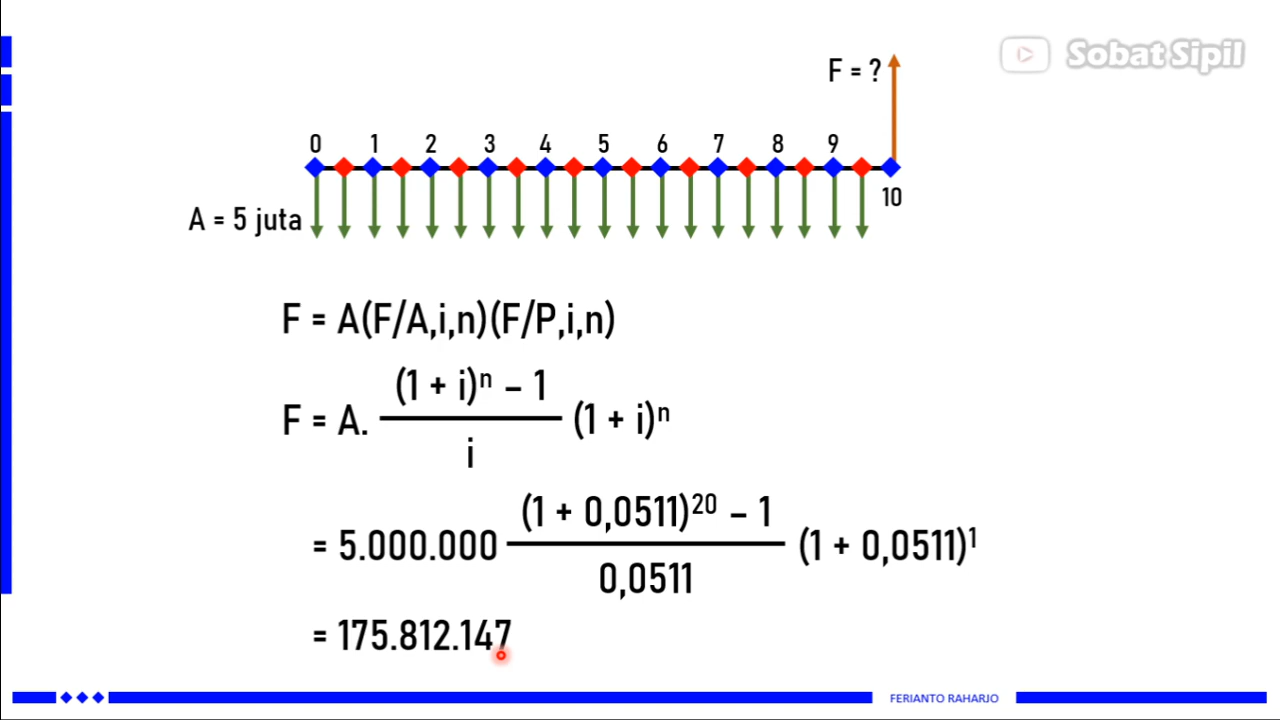 Sobat Sipil
F = ?
0 1 2 3 4 5 6 7 8 9
10
A = 5 juta
F = A(F/A,i,n)(F/P,i,n)
(1 + i)ⁿ – 1
F = A. (1 + i)ⁿ
i
(1 + 0,0511)²⁰ – 1
= 5.000.000 (1 + 0,0511)¹
0,0511
= 175.812.147
FERIANTO RAHARJO